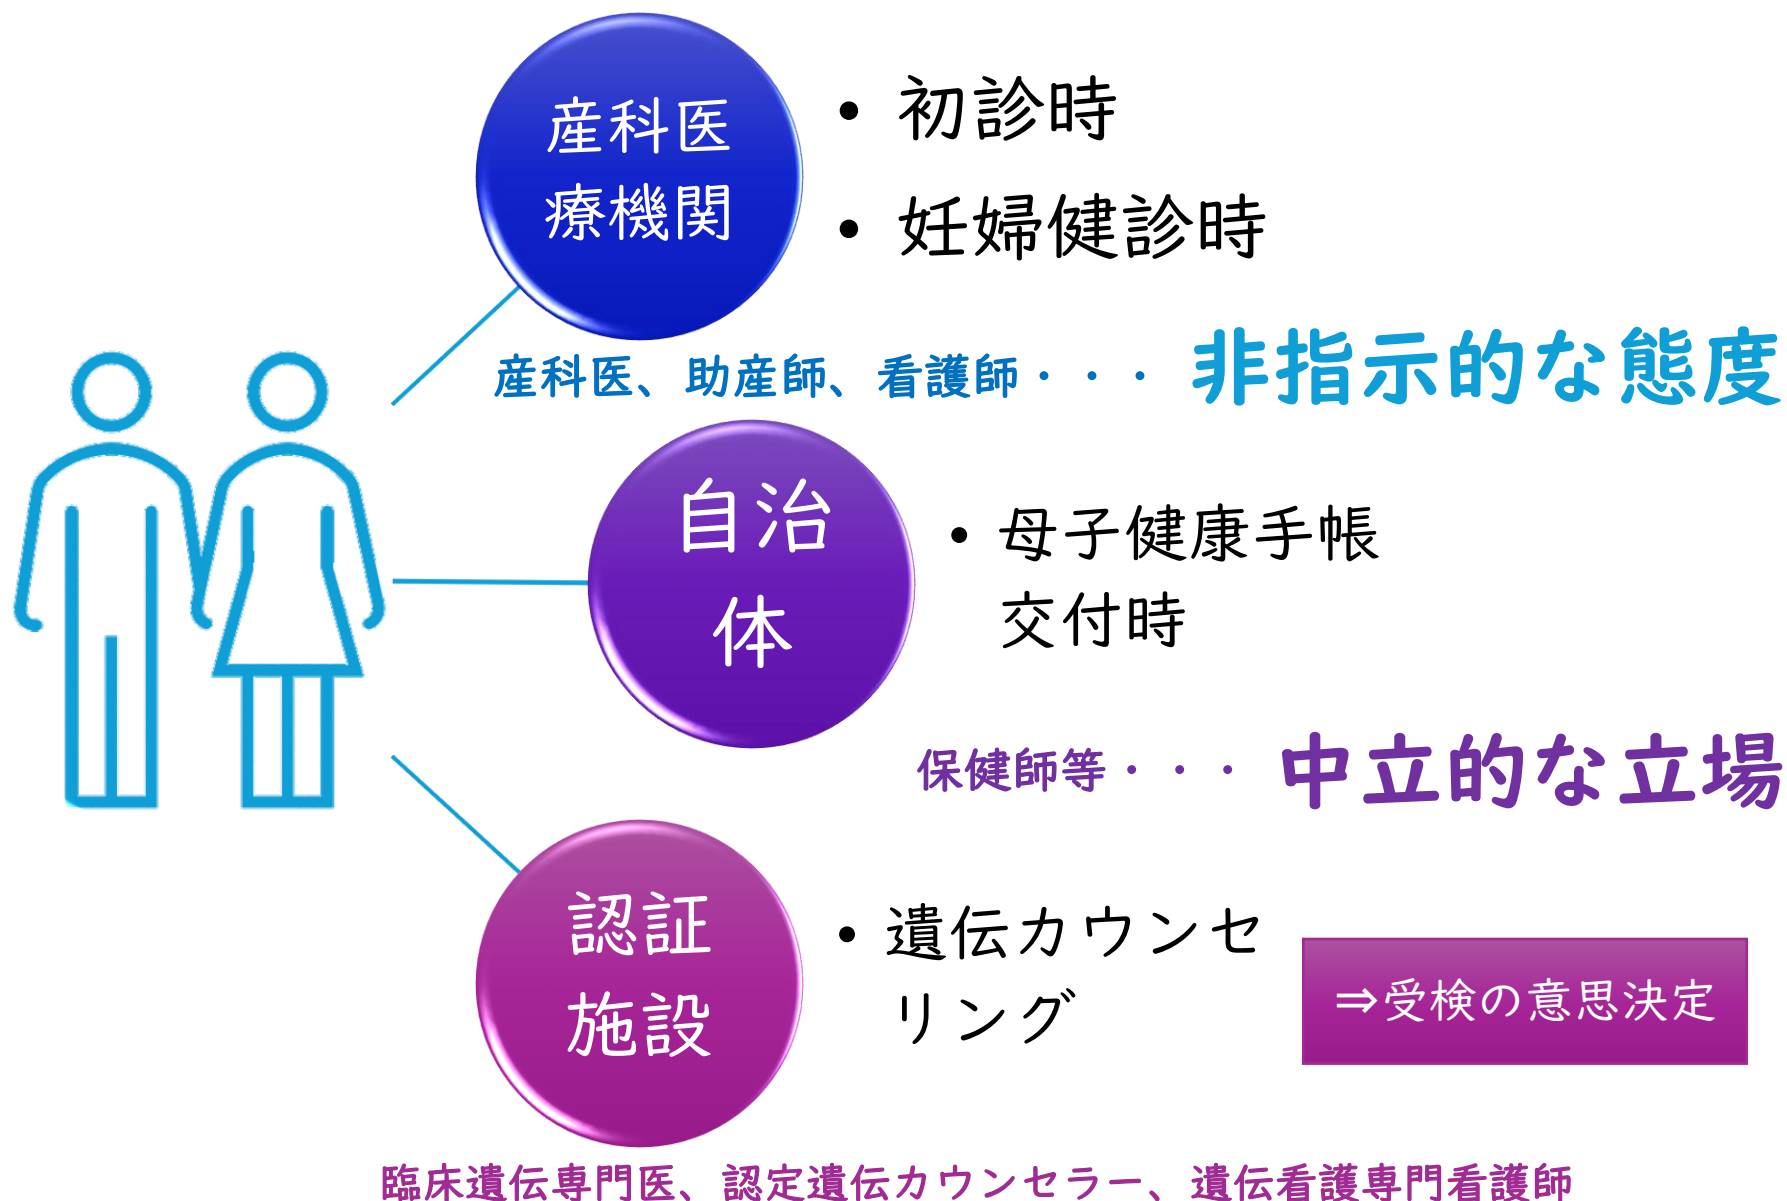 産科医
療機関
• 初診時
• 妊婦健診時
産科医、助産師、看護師・・・ 非指示的な態度
自治
体
• 母子健康手帳
交付時
保健師等・・・ 中立的な立場
認証
施設
• 遺伝カウンセ
リング
⇒受検の意思決定
臨床遺伝専門医、認定遺伝カウンセラー、遺伝看護専門看護師